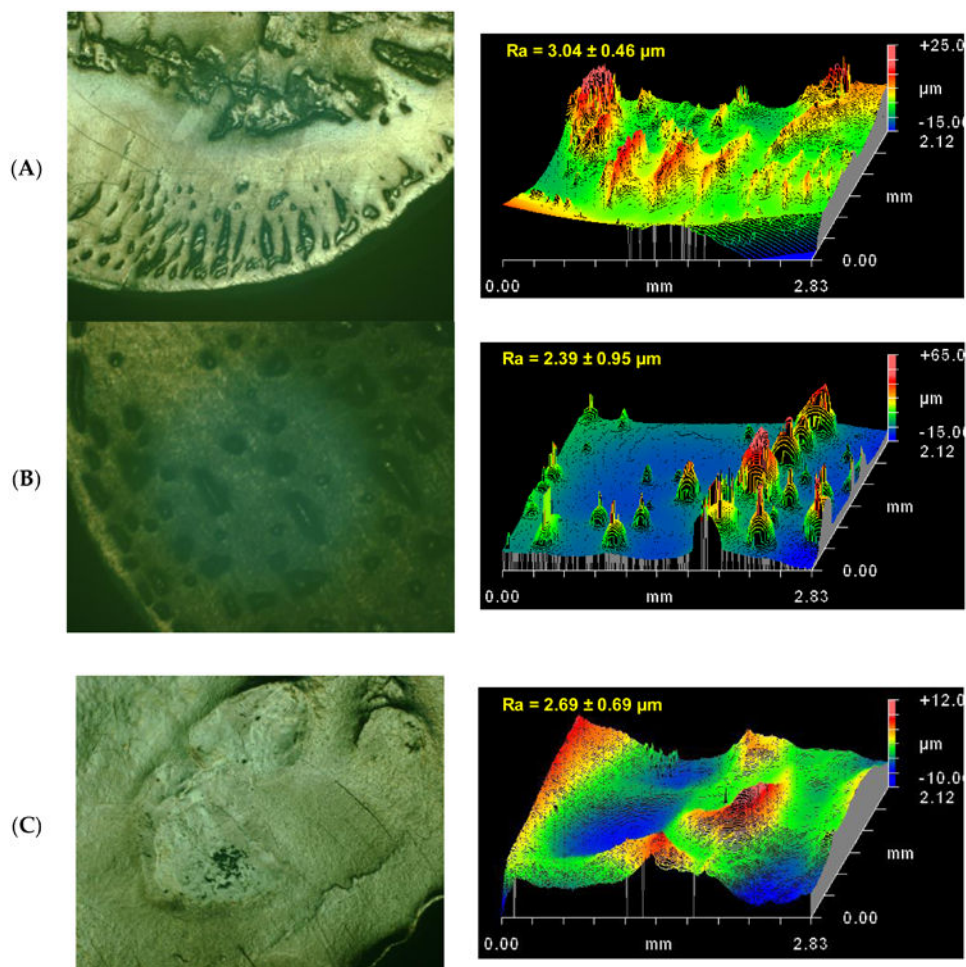 (A)
Ra = 3.04 ± 0.46 µm
+25.0
µm
-15.00
2.12
mm
0.00
0.00 mm 2.83
(B)
Ra = 2.39 ± 0.95 µm
+65.0
µm
-15.00
2.12
mm
0.00
0.00 mm 2.83
(C)
Ra = 2.69 ± 0.69 µm
+12.0
µm
-10.00
2.12
mm
0.00
0.00 mm 2.83